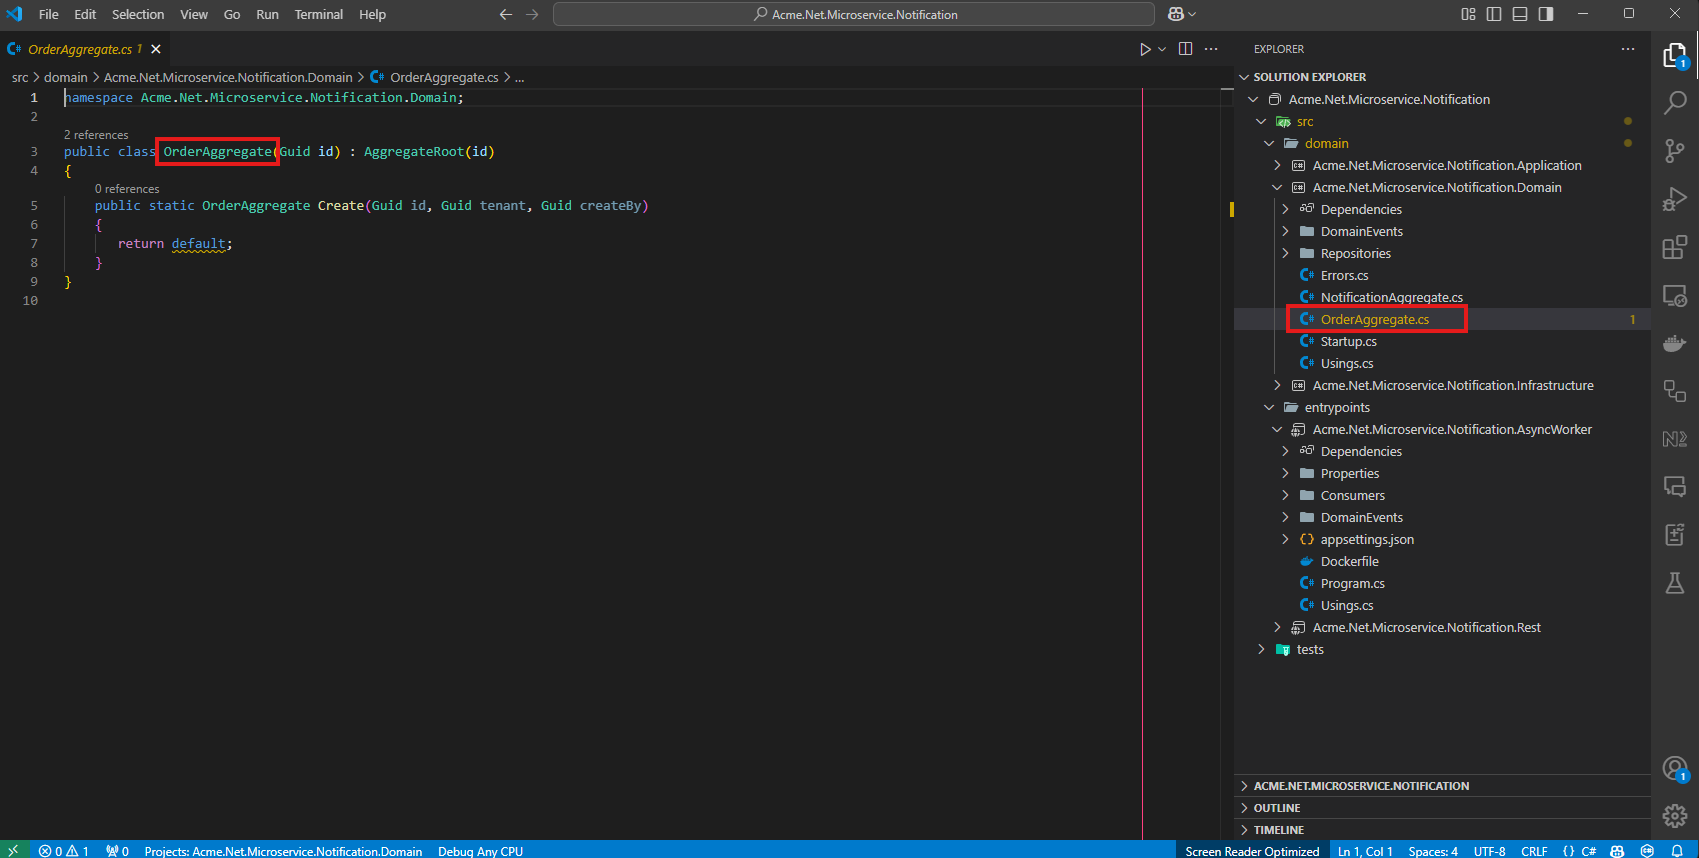 File Edit Selection View Go Run Terminal Help
Acme.Net.Microservice.Notification
OrderAggregate.cs 1
src > domain > Acme.Net.Microservice.Notification.Domain > OrderAggregate.cs > ...
1 namespace Acme.Net.Microservice.Notification.Domain;
2
2 references
3 public class OrderAggregate(Guid id) : AggregateRoot(id)
4 {
0 references
5 public static OrderAggregate Create(Guid id, Guid tenant, Guid createBy)
6 {
7 return default;
8 }
9 }
10
EXPLORER
SOLUTION EXPLORER
Acme.Net.Microservice.Notification
src
domain
Acme.Net.Microservice.Notification.Application
Acme.Net.Microservice.Notification.Domain
Dependencies
DomainEvents
Repositories
C# Errors.cs
C# NotificationAggregate.cs
C# OrderAggregate.cs 1
C# Startup.cs
C# Usings.cs
Acme.Net.Microservice.Notification.Infrastructure
entrypoints
Acme.Net.Microservice.Notification.AsyncWorker
Dependencies
Properties
Consumers
DomainEvents
{} appsettings.json
Dockerfile
C# Program.cs
C# Usings.cs
Acme.Net.Microservice.Notification.Rest
tests
ACME.NET.MICROSERVICE.NOTIFICATION
OUTLINE
TIMELINE
1
1
0 1 0 Projects: Acme.Net.Microservice.Notification.Domain Debug Any CPU
Screen Reader Optimized Ln 1, Col 1 Spaces: 4 UTF-8 CRLF {} C#